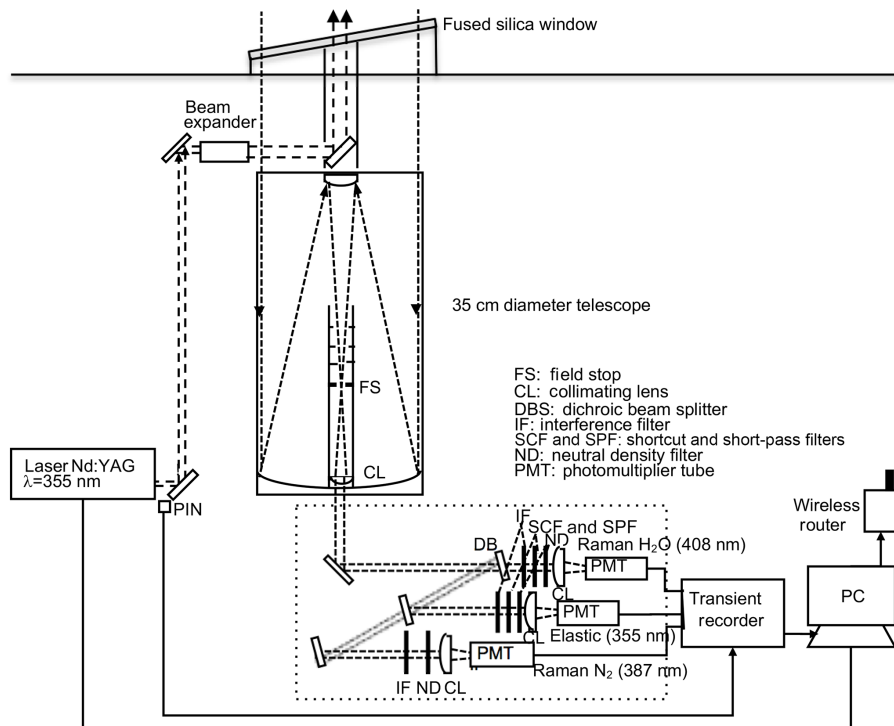 Fused silica window
Beam
expander
35 cm diameter telescope
FS
FS: field stop
CL: collimating lens
DBS: dichroic beam splitter
IF: interference filter
SCF and SPF: shortcut and short-pass filters
ND: neutral density filter
PMT: photomultiplier tube
Laser Nd:YAG
λ=355 nm
CL
PIN
Wireless
router
IF
SCF and SPF
DB
ND
Raman H₂O (408 nm)
PMT
CL
PMT
Transient
recorder
PC
CL
Elastic (355 nm)
PMT
Raman N₂ (387 nm)
IF ND CL